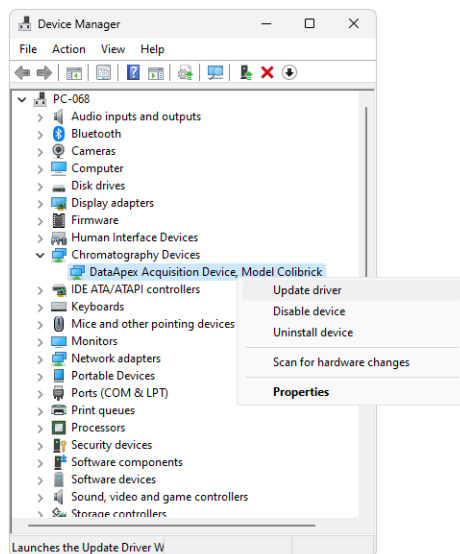 Device Manager
File Action View Help
PC-068
Audio inputs and outputs
Bluetooth
Cameras
Computer
Disk drives
Display adapters
Firmware
Human Interface Devices
Chromatography Devices
DataApex Acquisition Device, Model Colibrick
IDE ATA/ATAPI controllers
Update driver
Keyboards
Disable device
Mice and other pointing devices
Uninstall device
Monitors
Network adapters
Scan for hardware changes
Portable Devices
Ports (COM & LPT)
Properties
Print queues
Processors
Security devices
Software components
Software devices
Sound, video and game controllers
Storage controllers
Launches the Update Driver W